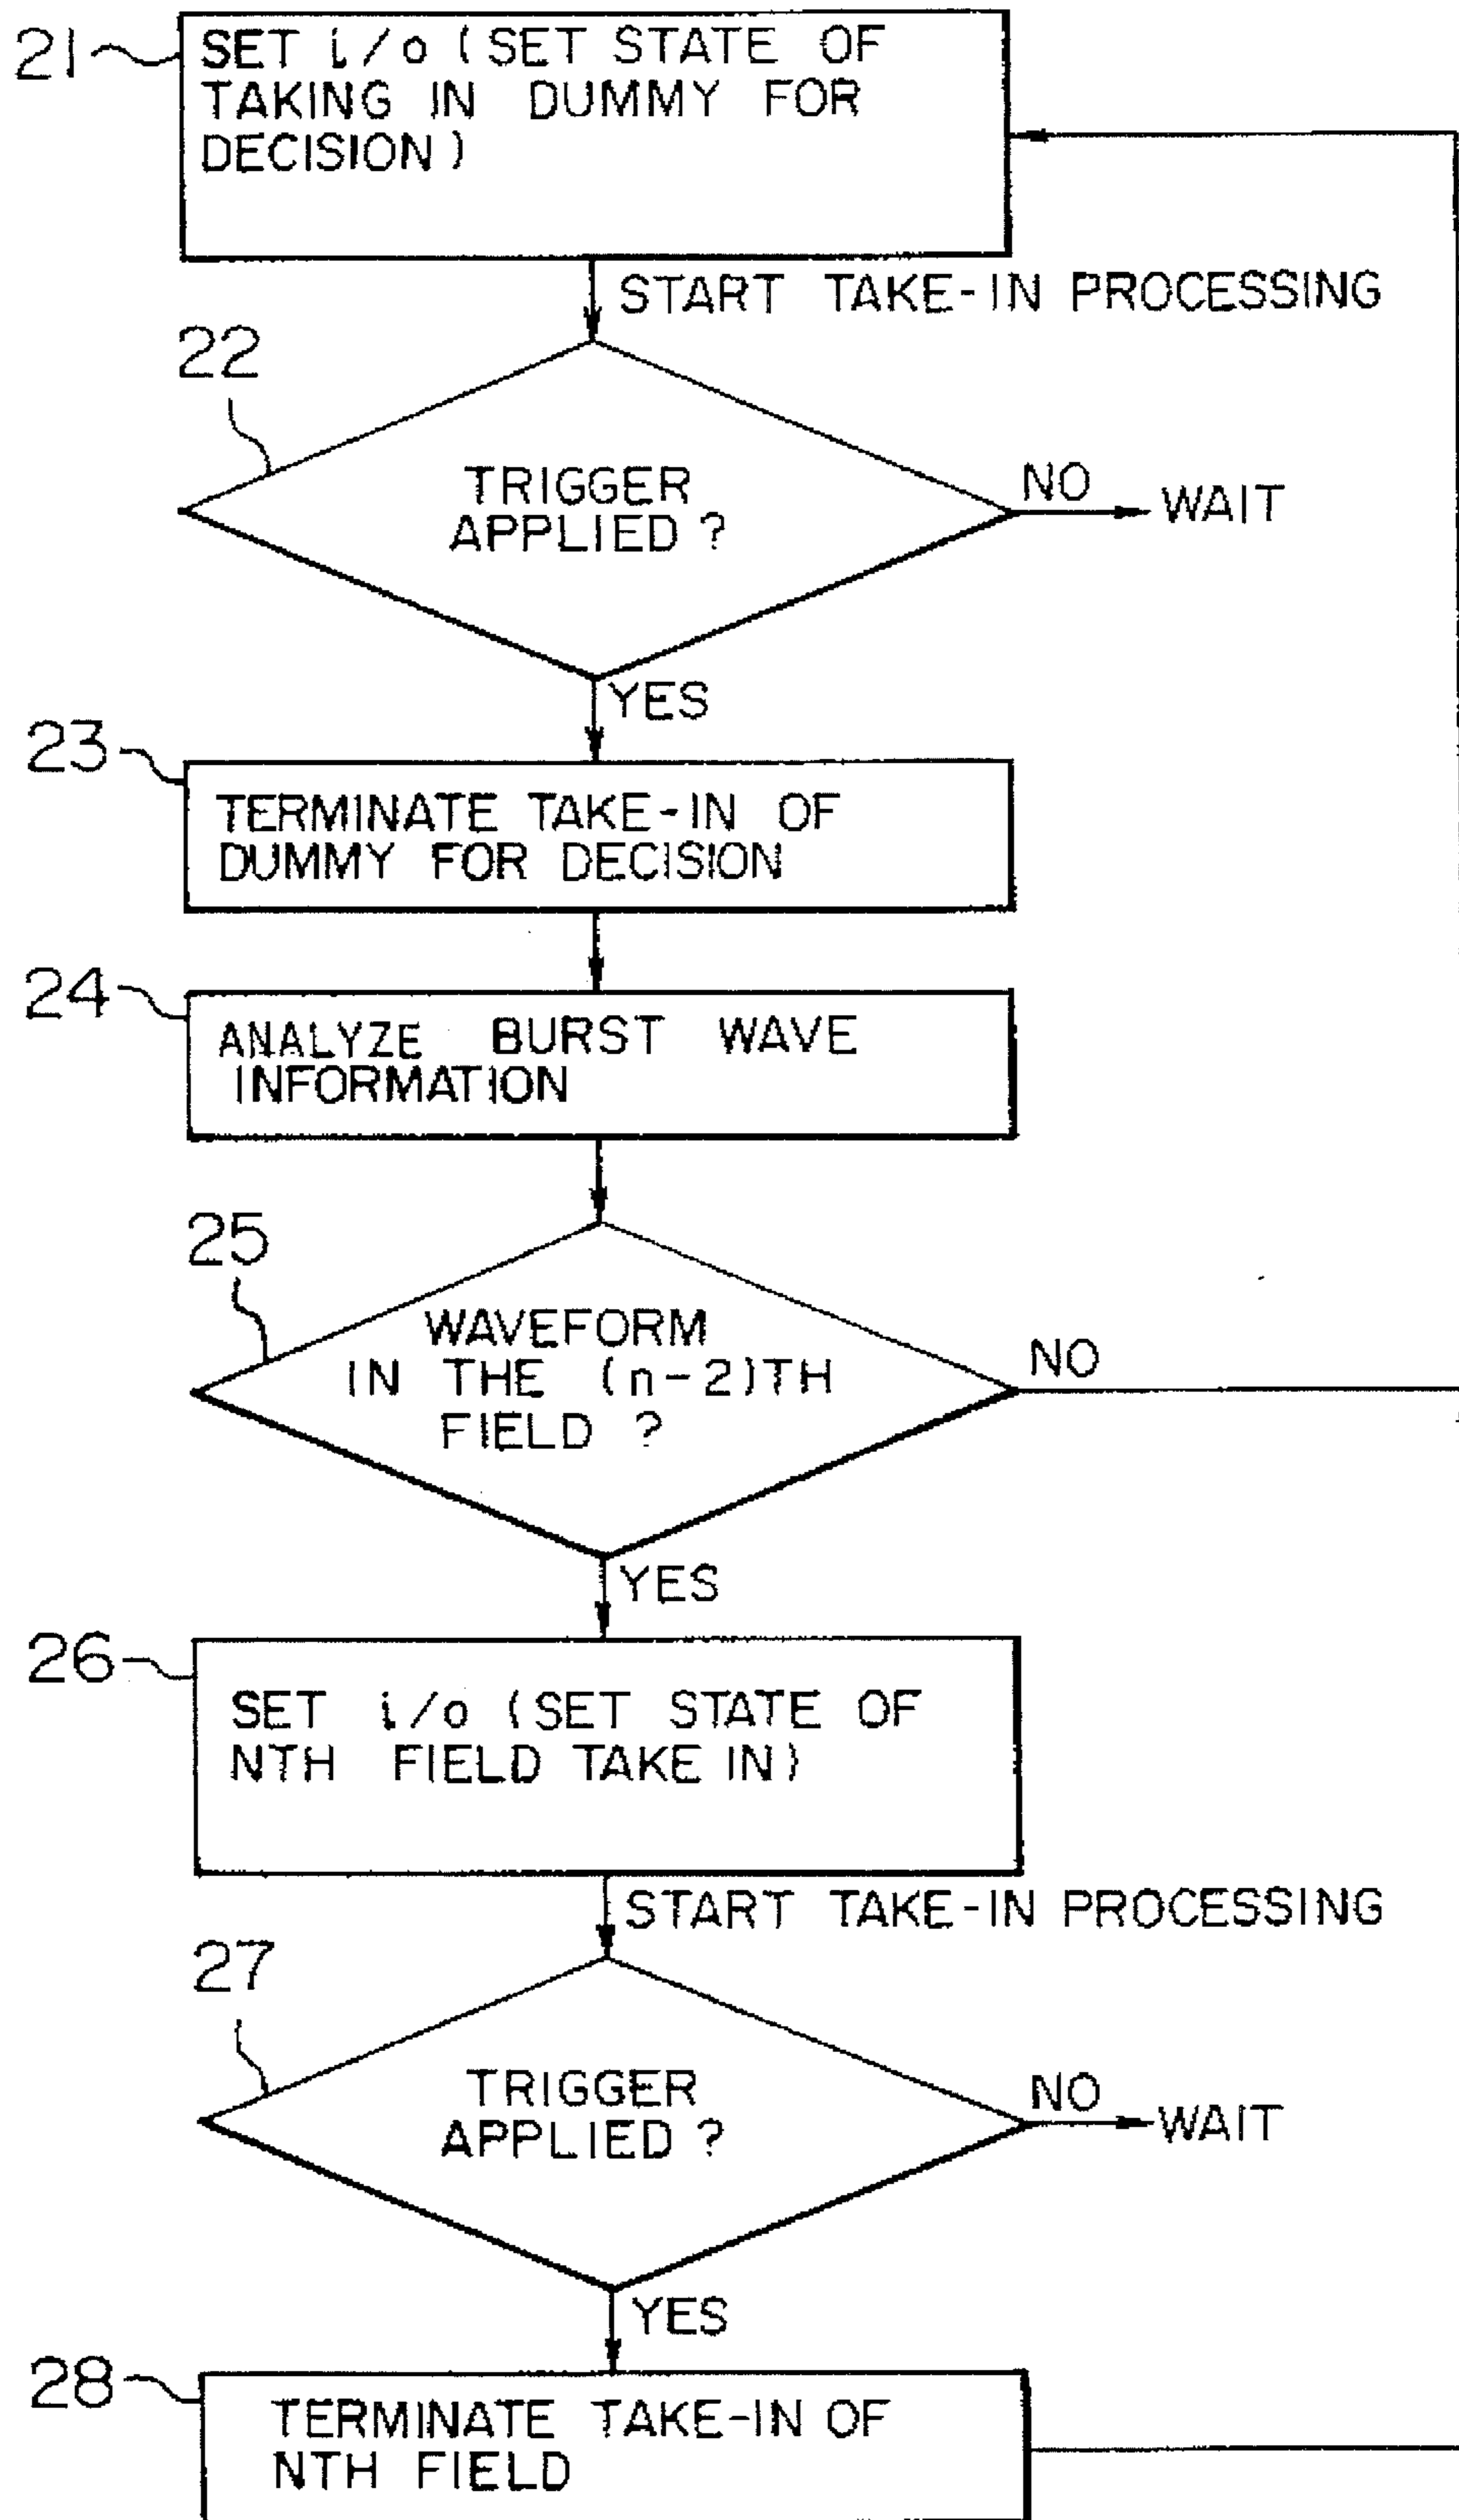 21
SET i/o (SET STATE OF
TAKING IN DUMMY FOR
DECISION)
START TAKE-IN PROCESSING
22
TRIGGER
APPLIED ?
NO
WAIT
YES
23
TERMINATE TAKE-IN OF
DUMMY FOR DECISION
24
ANALYZE BURST WAVE
INFORMATION
25
WAVEFORM
IN THE (n-2)TH
FIELD ?
NO
YES
26
SET i/o (SET STATE OF
NTH FIELD TAKE IN)
START TAKE-IN PROCESSING
27
TRIGGER
APPLIED ?
NO
WAIT
YES
28
TERMINATE TAKE-IN OF
NTH FIELD